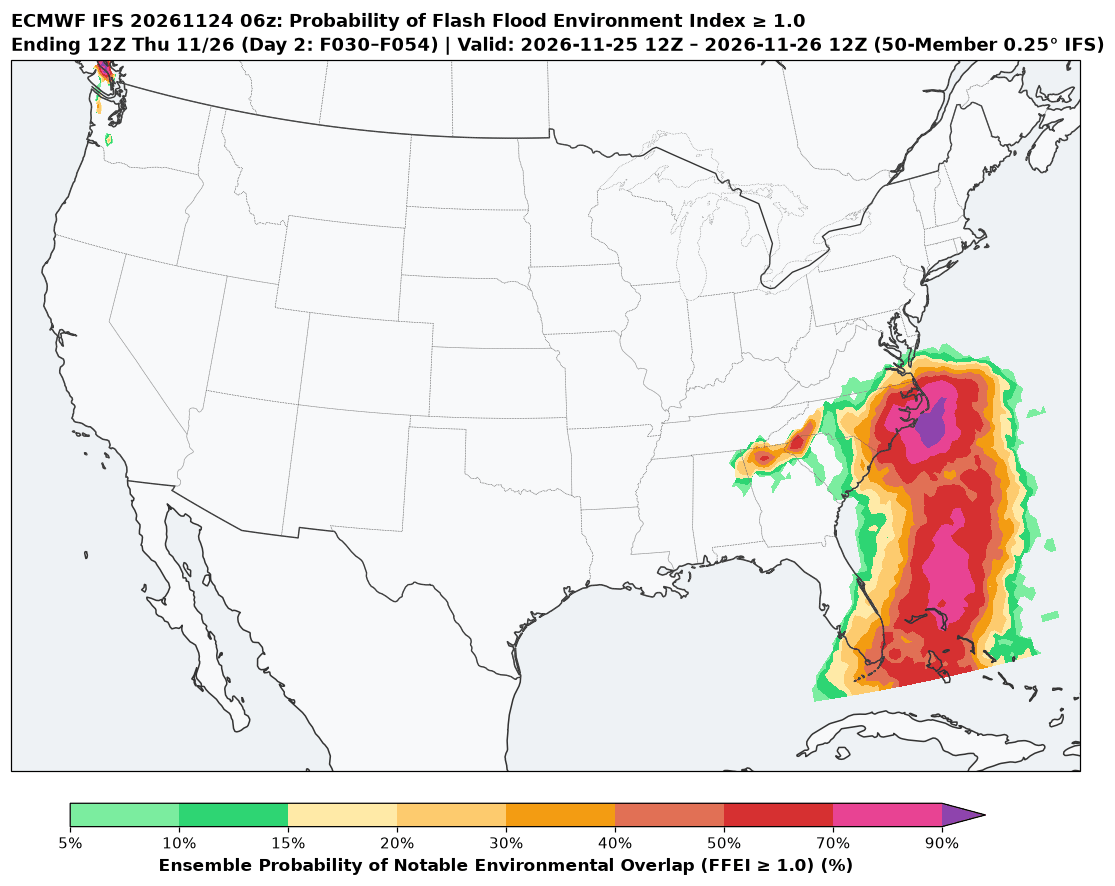 ECMWF IFS 20261124 06z: Probability of Flash Flood Environment Index ≥ 1.0
Ending 12Z Thu 11/26 (Day 2: F030–F054) | Valid: 2026-11-25 12Z – 2026-11-26 12Z (50-Member 0.25° IFS)
5% 10% 15% 20% 30% 40% 50% 70% 90%
Ensemble Probability of Notable Environmental Overlap (FFEI ≥ 1.0) (%)